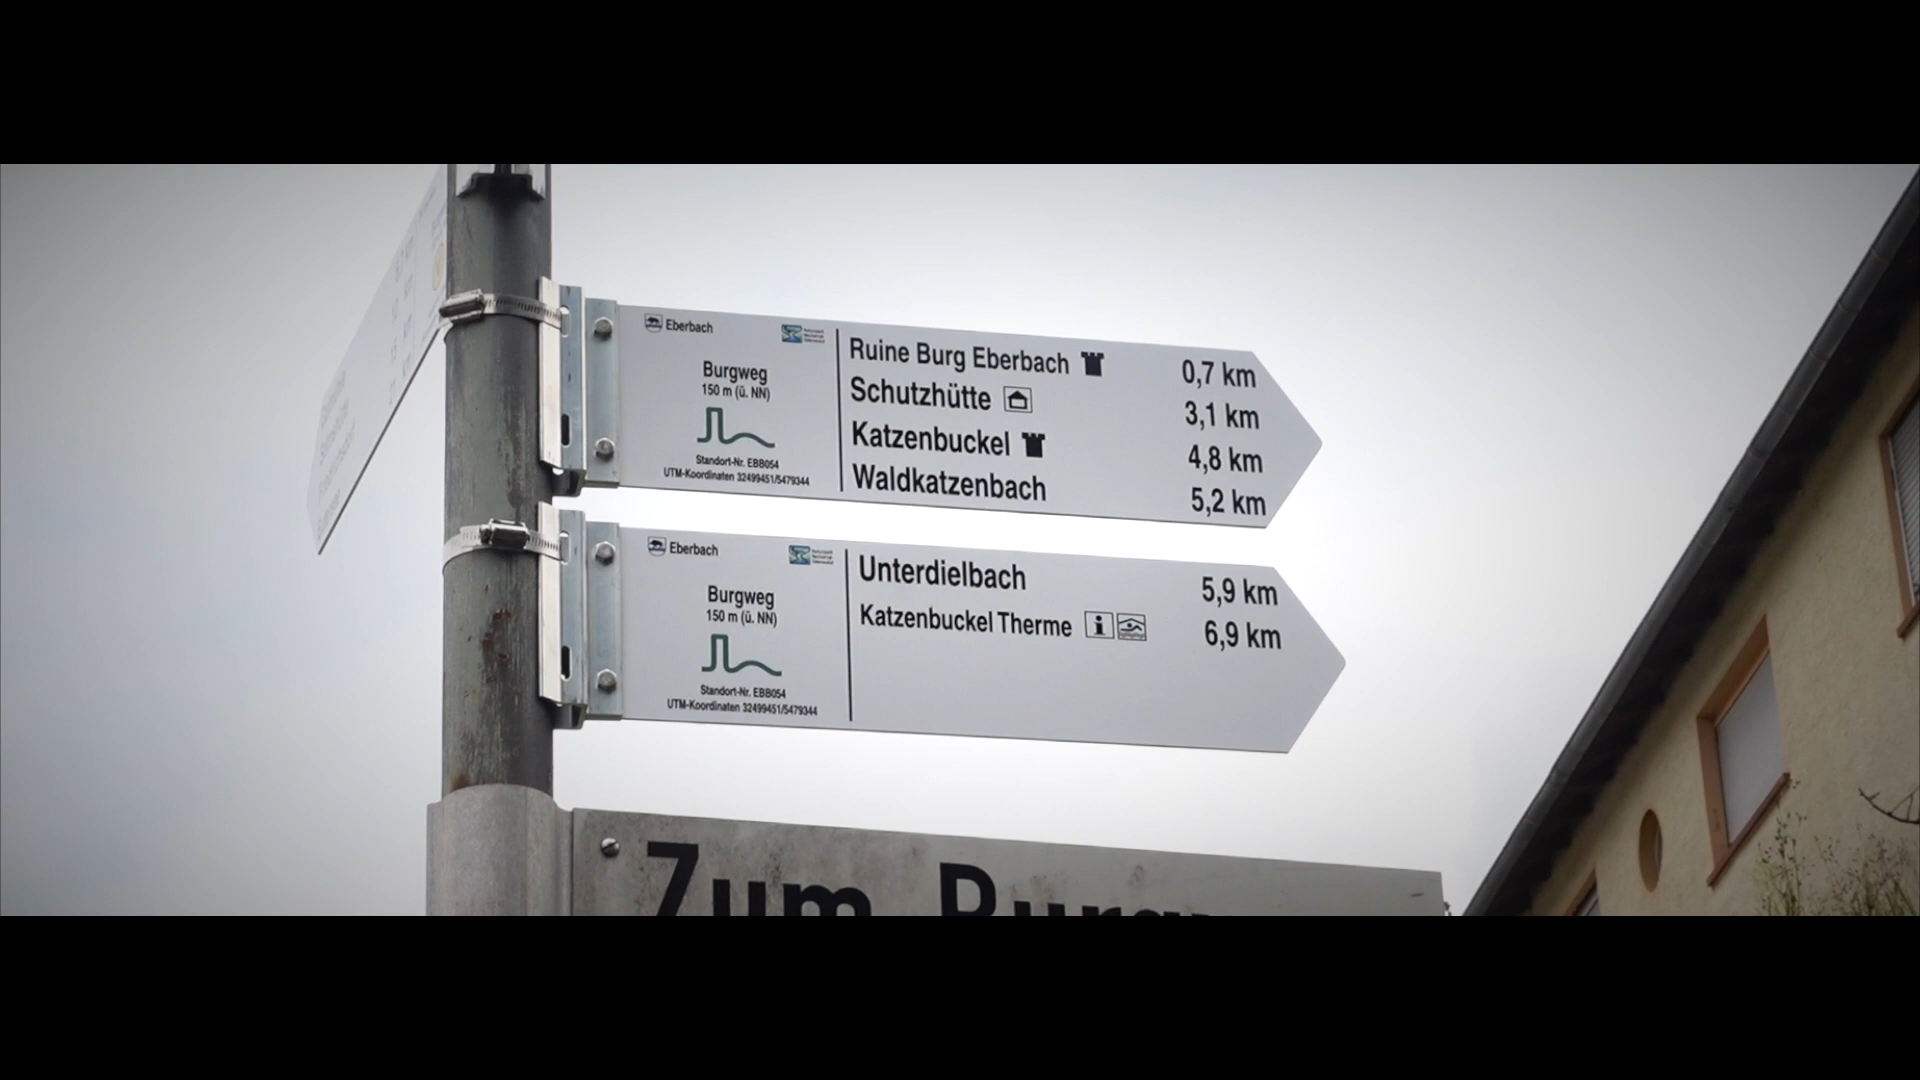 Eberbach
Burgweg
150 m (ü. NN)
Standort-Nr. EBB054
UTM-Koordinaten 32499451/5479344
Ruine Burg Eberbach 0,7 km
Schutzhütte 3,1 km
Katzenbuckel 4,8 km
Waldkatzenbach 5,2 km
Eberbach
Burgweg
150 m (ü. NN)
Standort-Nr. EBB054
UTM-Koordinaten 32499451/5479344
Unterdielbach 5,9 km
Katzenbuckel Therme i 6,9 km
Zum